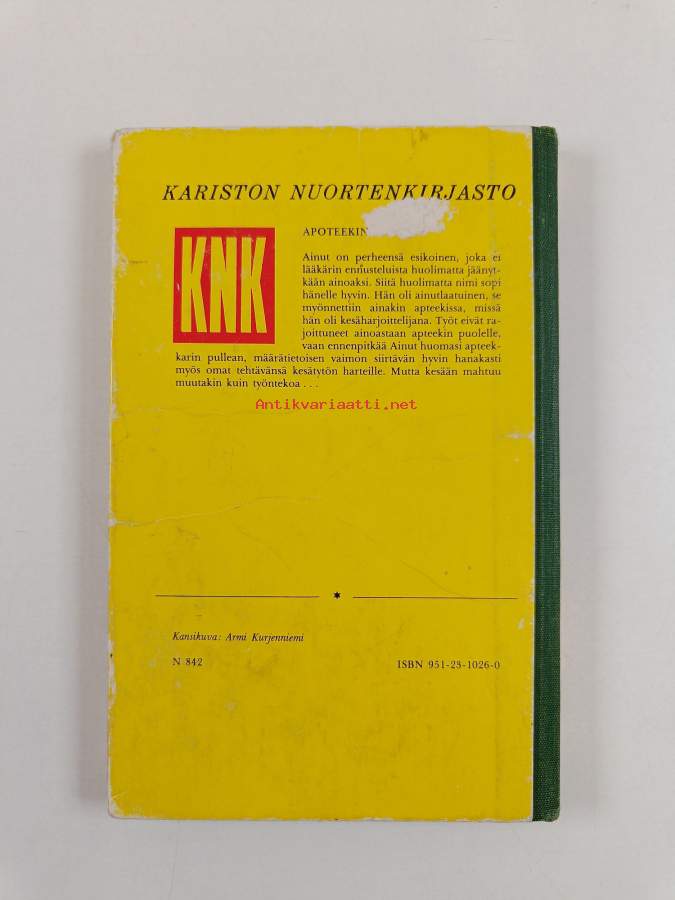 KARISTON NUORTENKIRJASTO
KNK
APOTEEKIN
Ainut on perheensä esikoinen, joka ei
lääkärin ennusteluista huolimatta jäänyt-
kään ainoaksi. Siitä huolimatta nimi sopi
hänelle hyvin. Hän oli ainutlaatuinen, se
myönnettiin ainakin apteekissa, missä
hän oli kesäharjoittelijana. Työt eivät ra-
joittuneet ainoastaan apteekin puolelle,
vaan ennenpitkää Ainut huomasi apteek-
karin pullean, määrätietoisen vaimon siirtävän hyvin hanakasti
myös omat tehtävänsä kesätytön harteille. Mutta kesään mahtuu
muutakin kuin työntekoa . . .
Antikvariaatti.net
Kansikuva: Armi Kurjenniemi
N 842
ISBN 951-23-1026-0